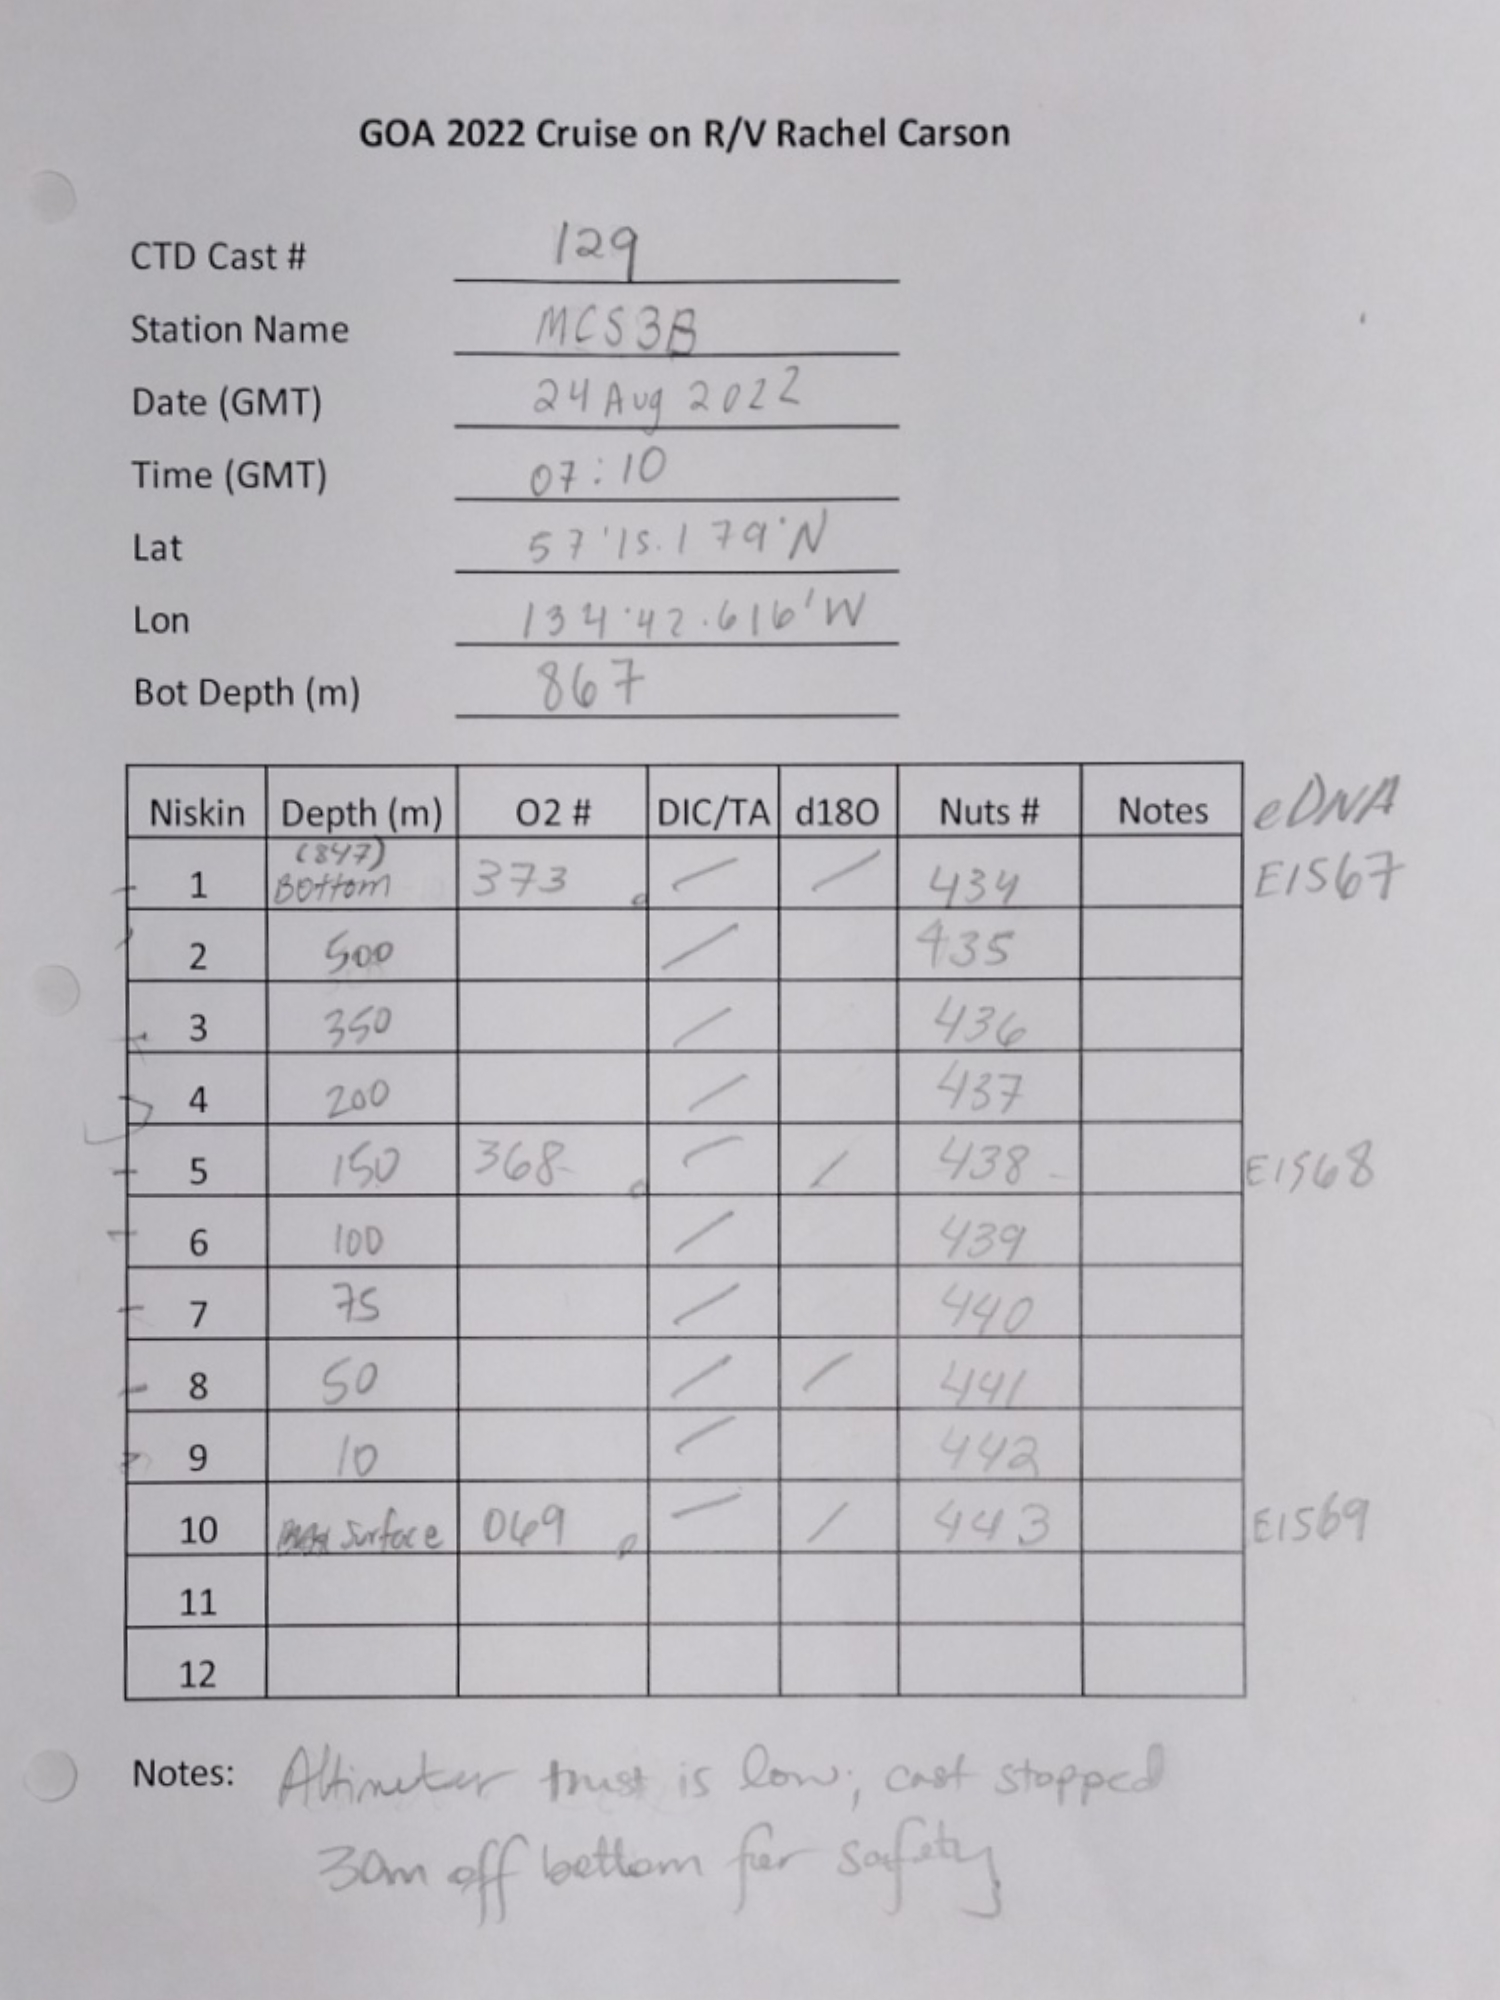 GOA 2022 Cruise on R/V Rachel Carson
CTD Cast # 129
Station Name MCS3B
Date (GMT) 24 Aug 2022
Time (GMT) 07:10
Lat 57°15.179'N
Lon 134°42.616'W
Bot Depth (m) 867
Niskin Depth (m) O2 # DIC/TA d18O Nuts # Notes eDNA
1 (847) Bottom 373 / / 434 E1567
2 500 / 435
3 350 / 436
4 200 / 437
5 150 368 / / 438 E1568
6 100 / 439
7 75 / 440
8 50 / / 441
9 10 / 442
10 Surface 069 / / 443 E1569
11
12
Notes: Altimeter trust is low; cast stopped
30m off bottom for safety